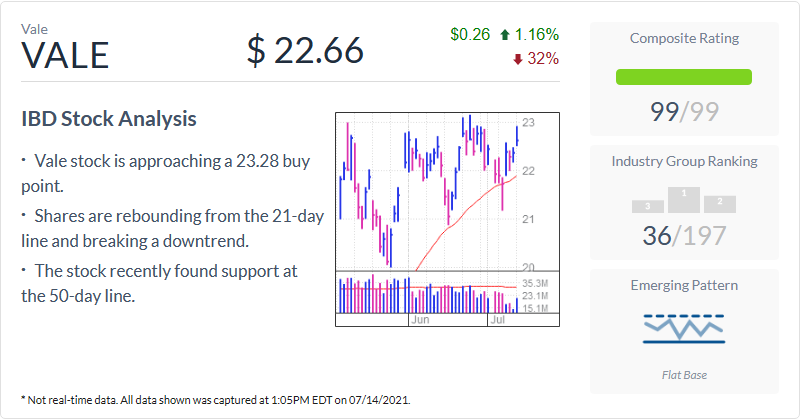 Vale
VALE
$ 22.66
$0.26 1.16%
32%
IBD Stock Analysis
· Vale stock is approaching a 23.28 buy
point.
· Shares are rebounding from the 21-day
line and breaking a downtrend.
· The stock recently found support at
the 50-day line.
23
22
21
20
35.3M
23.1M
15.1M
Jun
Jul
Composite Rating
99/99
Industry Group Ranking
3
1
2
36/197
Emerging Pattern
Flat Base
* Not real-time data. All data shown was captured at 1:05PM EDT on 07/14/2021.